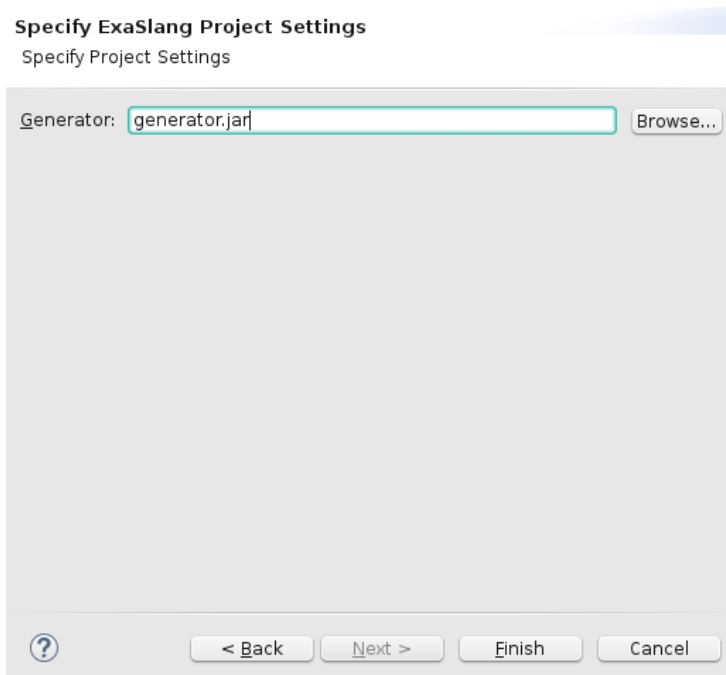 Specify ExaSlang Project Settings
Specify Project Settings
Generator: generator.jar Browse...
? < Back Next > Finish Cancel